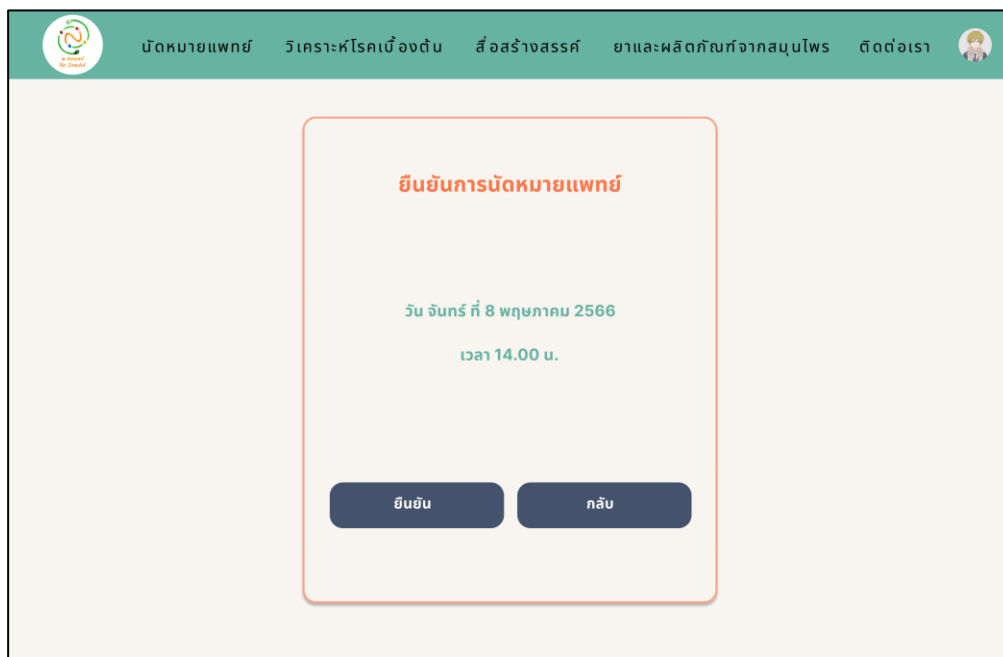 นัดหมายแพทย์ วิเคราะห์โรคเบื้องต้น สื่อสร้างสรรค์ ยาและผลิตภัณฑ์จากสมุนไพร ติดต่อเรา
ยืนยันการนัดหมายแพทย์
วัน จันทร์ ที่ 8 พฤษภาคม 2566
เวลา 14.00 น.
ยืนยัน กลับ